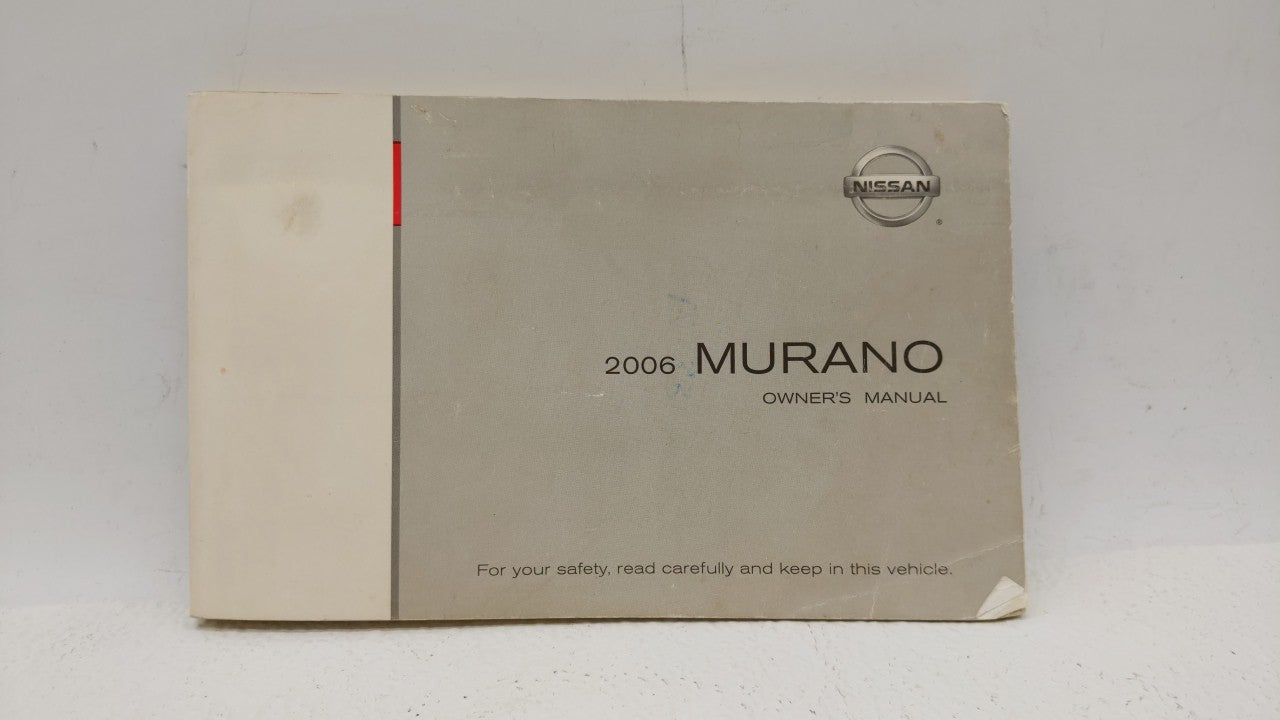 NISSAN
®
2006 MURANO
OWNER'S MANUAL
For your safety, read carefully and keep in this vehicle.